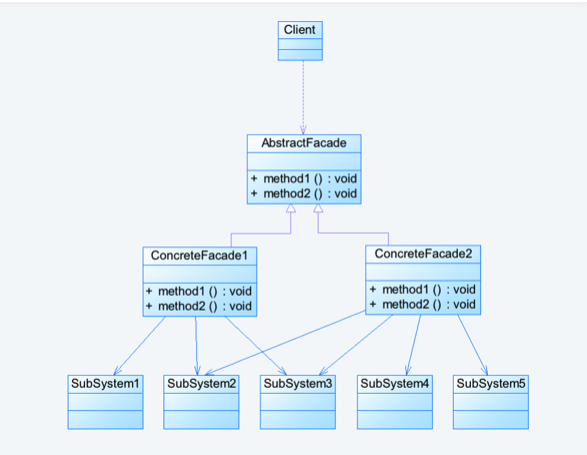 Client
AbstractFacade
+ method1 () : void
+ method2 () : void
ConcreteFacade1
+ method1 () : void
+ method2 () : void
ConcreteFacade2
+ method1 () : void
+ method2 () : void
SubSystem1
SubSystem2
SubSystem3
SubSystem4
SubSystem5